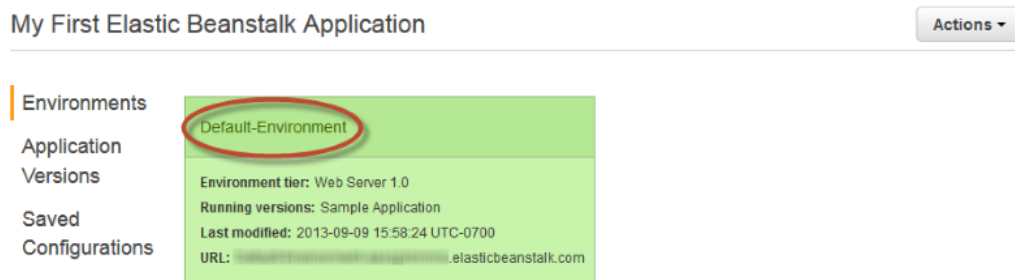 My First Elastic Beanstalk Application
Actions
Environments
Application
Versions
Saved
Configurations
Default-Environment
Environment tier: Web Server 1.0
Running versions: Sample Application
Last modified: 2013-09-09 15:58:24 UTC-0700
URL: .elasticbeanstalk.com